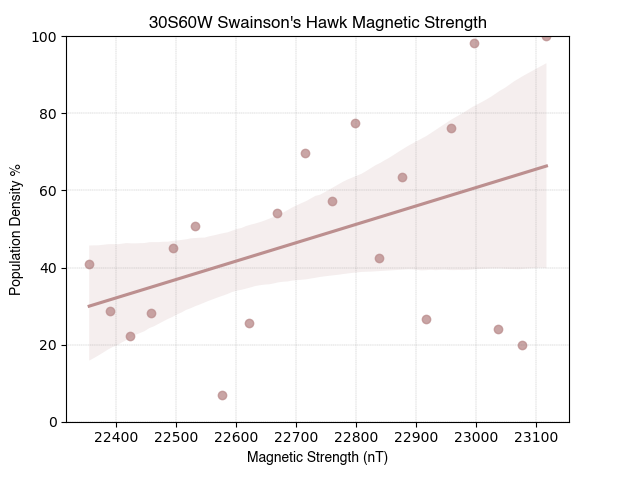 30S60W Swainson's Hawk Magnetic Strength
Population Density %
100
80
60
40
20
0
22400 22500 22600 22700 22800 22900 23000 23100
Magnetic Strength (nT)